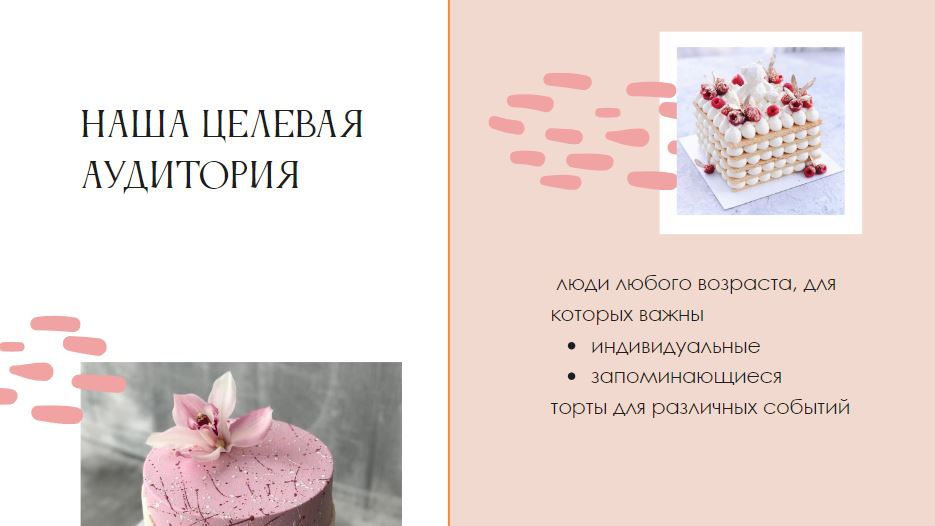 НАША ЦЕЛЕВАЯ
АУДИТОРИЯ
люди любого возраста, для
которых важны
• индивидуальные
• запоминающиеся
торты для различных событий